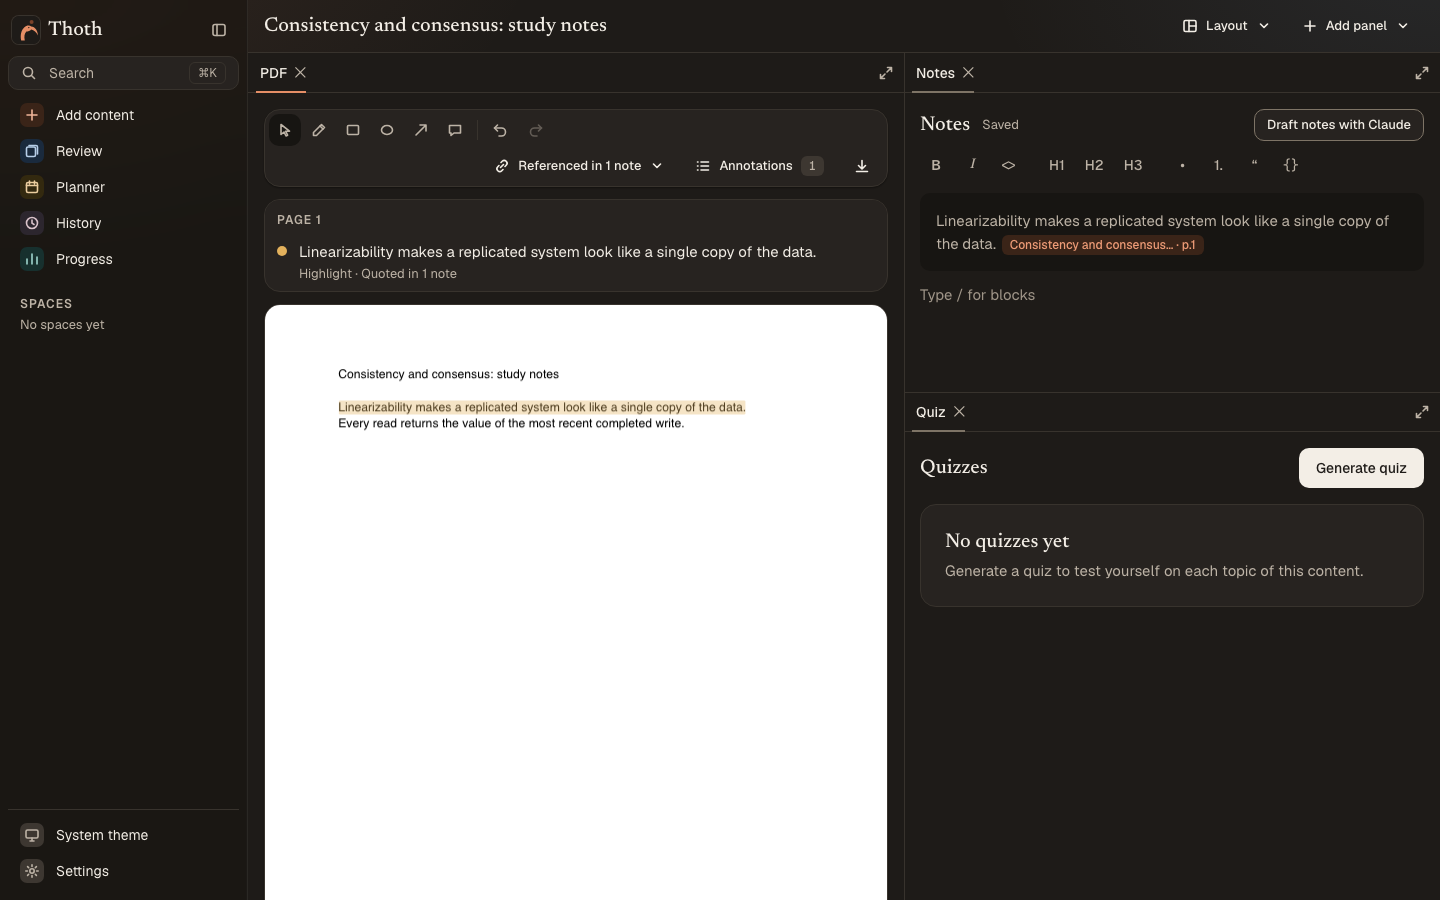 Thoth
Search
⌘K
Add content
Review
Planner
History
Progress
SPACES
No spaces yet
System theme
Settings
Consistency and consensus: study notes
Layout
Add panel
PDF
Referenced in 1 note
Annotations 1
PAGE 1
Linearizability makes a replicated system look like a single copy of the data.
Highlight · Quoted in 1 note
Consistency and consensus: study notes
Linearizability makes a replicated system look like a single copy of the data.
Every read returns the value of the most recent completed write.
Notes
Notes
Saved
Draft notes with Claude
B I <> H1 H2 H3 • 1. “ {}
Linearizability makes a replicated system look like a single copy of
the data. Consistency and consensus… · p.1
Type / for blocks
Quiz
Quizzes
Generate quiz
No quizzes yet
Generate a quiz to test yourself on each topic of this content.